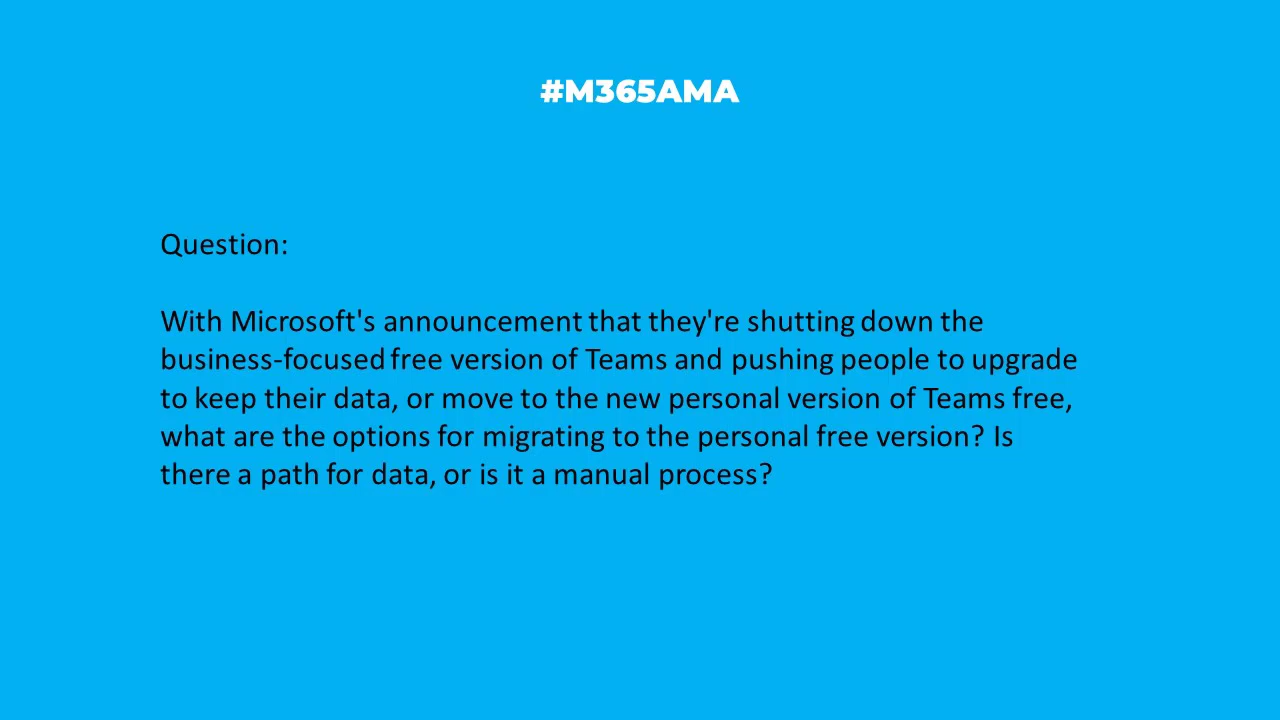 #M365AMA
Question:
With Microsoft's announcement that they're shutting down the
business-focused free version of Teams and pushing people to upgrade
to keep their data, or move to the new personal version of Teams free,
what are the options for migrating to the personal free version? Is
there a path for data, or is it a manual process?